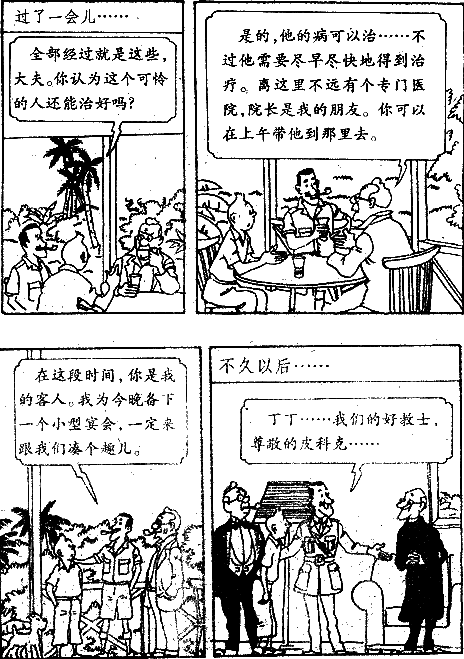 过了一会儿……
全部经过就是这些，
大夫。你认为这个可怜
的人还能治好吗？
是的，他的病可以治……不
过他需要尽早尽快地得到治
疗。离这里不远有个专门医
院，院长是我的朋友。你可以
在上午带他到那里去。
在这段时间，你是我
的客人。我为今晚备下
一个小型宴会，一定来
跟我们凑个趣儿。
不久以后……
丁丁……我们的好教士，
尊敬的皮科克……